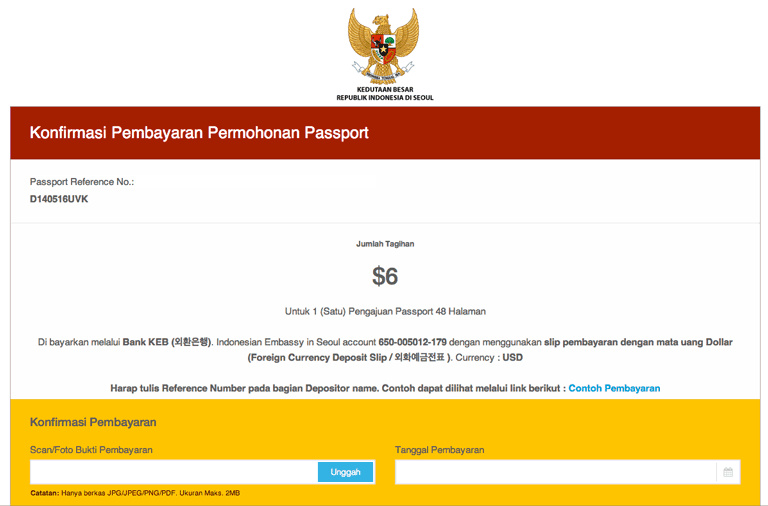 KEDUTAAN BESAR
REPUBLIK INDONESIA DI SEOUL
Konfirmasi Pembayaran Permohonan Passport
Passport Reference No.:
D140516UVK
Jumlah Tagihan
$6
Untuk 1 (Satu) Pengajuan Passport 48 Halaman
Di bayarkan melalui Bank KEB (외환은행). Indonesian Embassy in Seoul account 650-005012-179 dengan menggunakan slip pembayaran dengan mata uang Dollar
(Foreign Currency Deposit Slip / 외화예금전표 ). Currency : USD
Harap tulis Reference Number pada bagian Depositor name. Contoh dapat dilihat melalui link berikut : Contoh Pembayaran
Konfirmasi Pembayaran
Scan/Foto Bukti Pembayaran
Tanggal Pembayaran
Unggah
Catatan: Hanya berkas JPG/JPEG/PNG/PDF. Ukuran Maks. 2MB